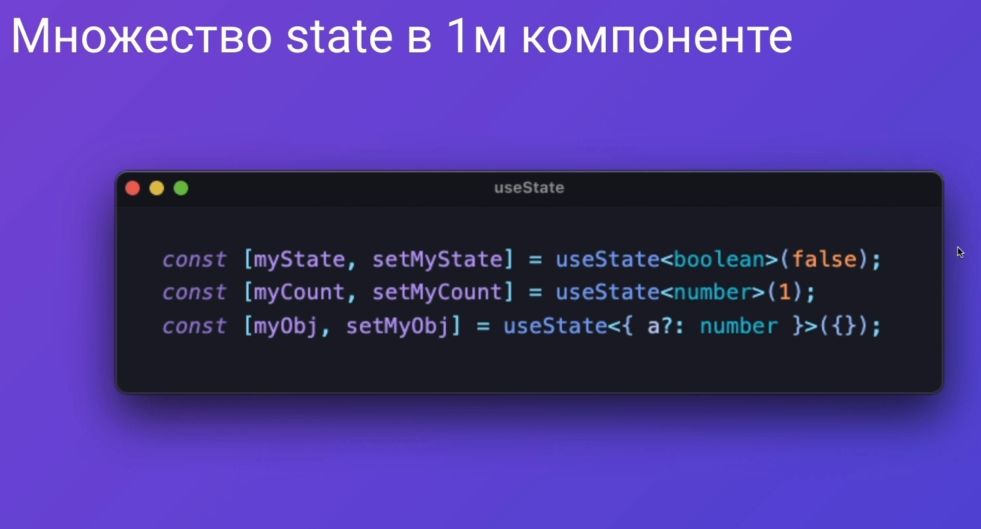 Множество state в 1м компоненте
useState
const [myState, setMyState] = useState<boolean>(false);
const [myCount, setMyCount] = useState<number>(1);
const [myObj, setMyObj] = useState<{ a?: number }>({});